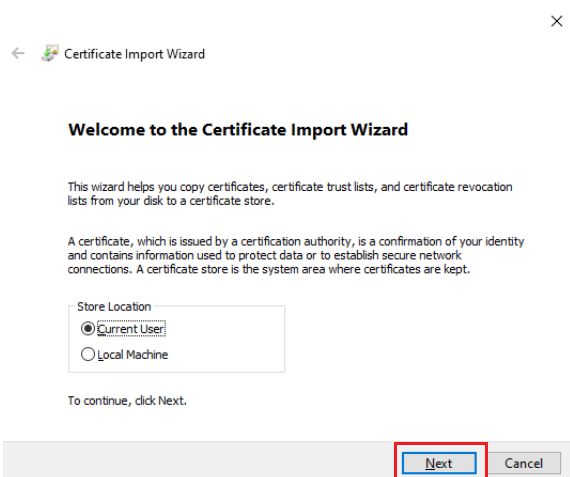 Certificate Import Wizard
Welcome to the Certificate Import Wizard
This wizard helps you copy certificates, certificate trust lists, and certificate revocation
lists from your disk to a certificate store.
A certificate, which is issued by a certification authority, is a confirmation of your identity
and contains information used to protect data or to establish secure network
connections. A certificate store is the system area where certificates are kept.
Store Location
Current User
Local Machine
To continue, click Next.
Next
Cancel